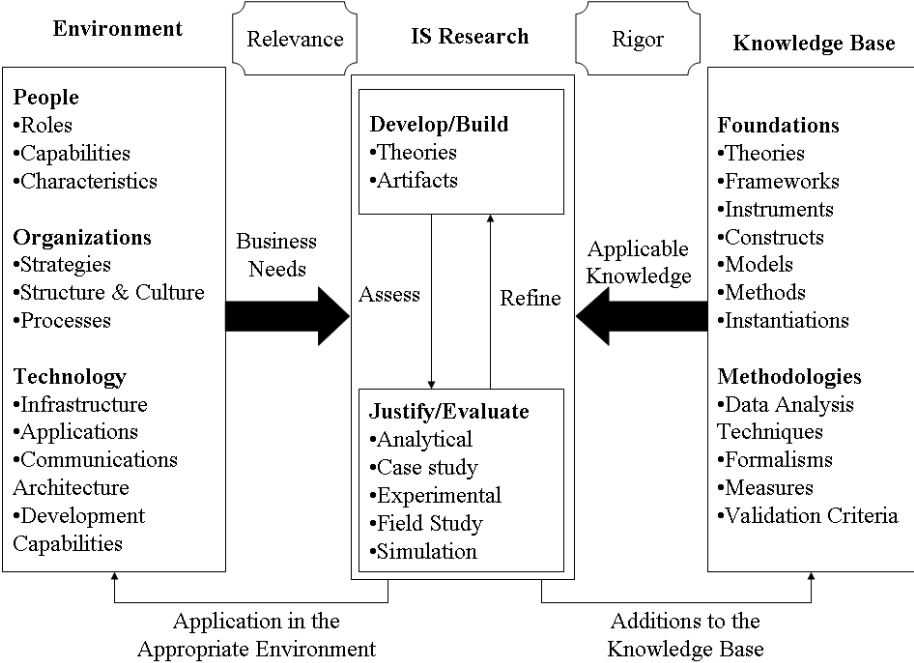 Environment
Relevance
IS Research
Rigor
Knowledge Base
People
•Roles
•Capabilities
•Characteristics
Organizations
•Strategies
•Structure & Culture
•Processes
Technology
•Infrastructure
•Applications
•Communications
Architecture
•Development
Capabilities
Business
Needs
Develop/Build
•Theories
•Artifacts
Assess
Refine
Justify/Evaluate
•Analytical
•Case study
•Experimental
•Field Study
•Simulation
Applicable
Knowledge
Foundations
•Theories
•Frameworks
•Instruments
•Constructs
•Models
•Methods
•Instantiations
Methodologies
•Data Analysis
Techniques
•Formalisms
•Measures
•Validation Criteria
Application in the
Appropriate Environment
Additions to the
Knowledge Base